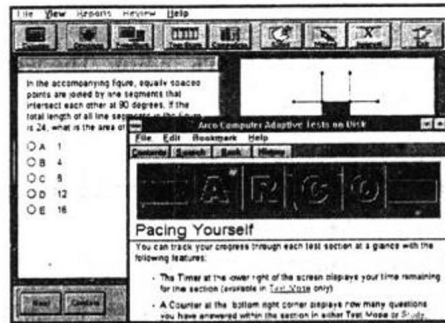 File View Reports Review Help
In the accompanying figure, equally spaced
points are joined by line segments that
intersect each other at 90 degrees. If the
total length of all line segments in the figure
is 24, what is the area of
A 1
B 4
C 8
D 12
E 16
Arco Computer Adaptive Tests on Disk
File Edit Bookmark Help
Contents Search Back History
ARCO
Pacing Yourself
You can track your progress through each test section at a glance with the
following features:
- The Timer at the lower right of the screen displays your time remaining
for the section (available in Test Mode only)
- A Counter at the bottom right corner displays how many questions
you have answered within the section in either Test Mode or Study